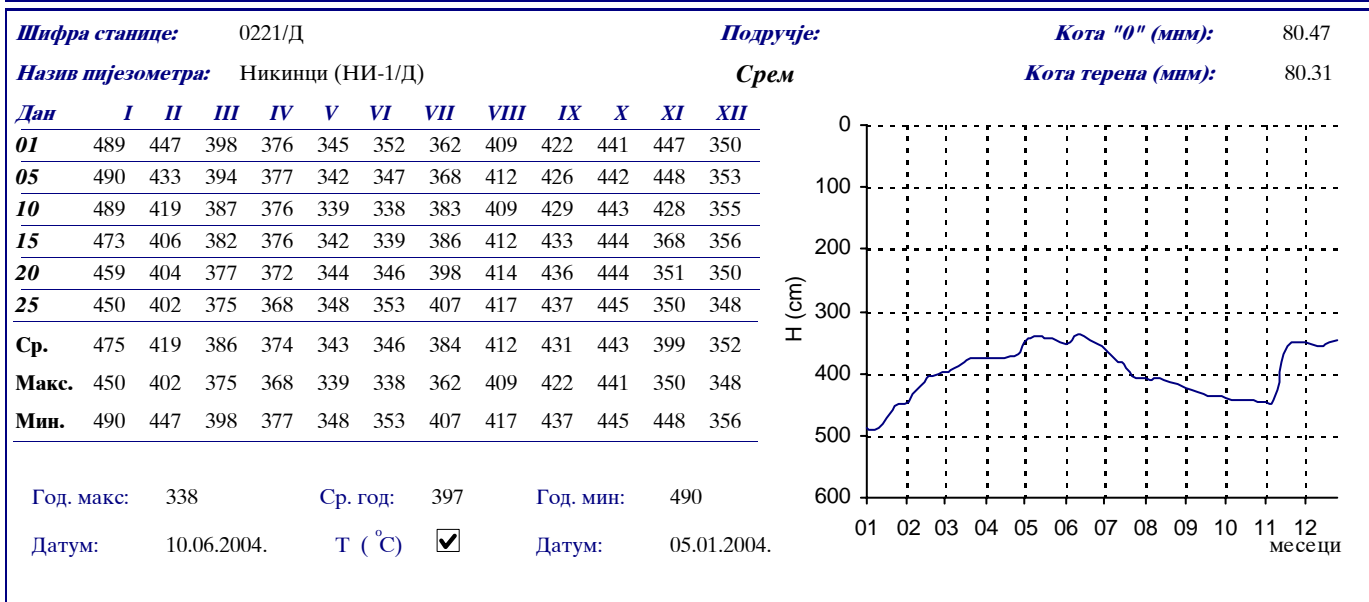 Шифра станице: 0221/Д Подручје: Кота "0" (мнм): 80.47
Назив пијезометра: Никинци (НИ-1/Д) Срем Кота терена (мнм): 80.31
Дан I II III IV V VI VII VIII IX X XI XII
01 489 447 398 376 345 352 362 409 422 441 447 350
05 490 433 394 377 342 347 368 412 426 442 448 353
10 489 419 387 376 339 338 383 409 429 443 428 355
15 473 406 382 376 342 339 386 412 433 444 368 356
20 459 404 377 372 344 346 398 414 436 444 351 350
25 450 402 375 368 348 353 407 417 437 445 350 348
Ср. 475 419 386 374 343 346 384 412 431 443 399 352
Макс. 450 402 375 368 339 338 362 409 422 441 350 348
Мин. 490 447 398 377 348 353 407 417 437 445 448 356
Год. макс: 338 Ср. год: 397 Год. мин: 490
Датум: 10.06.2004. Т ( °С) Датум: 05.01.2004.
0
100
200
300
400
500
600
H (cm)
01 02 03 04 05 06 07 08 09 10 11 12
месеци